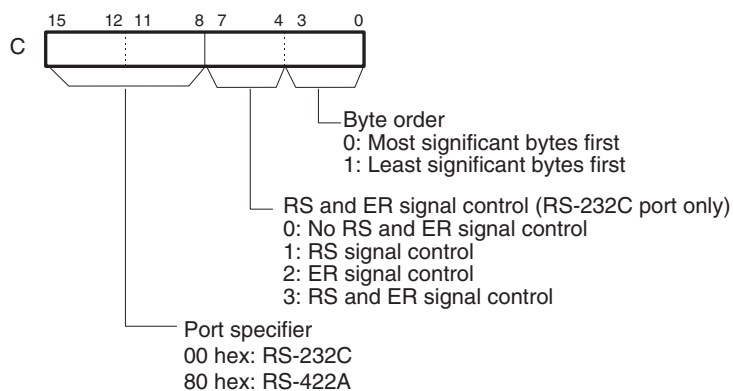 15 12 11 8 7 4 3 0
C
Byte order
0: Most significant bytes first
1: Least significant bytes first
RS and ER signal control (RS-232C port only)
0: No RS and ER signal control
1: RS signal control
2: ER signal control
3: RS and ER signal control
Port specifier
00 hex: RS-232C
80 hex: RS-422A